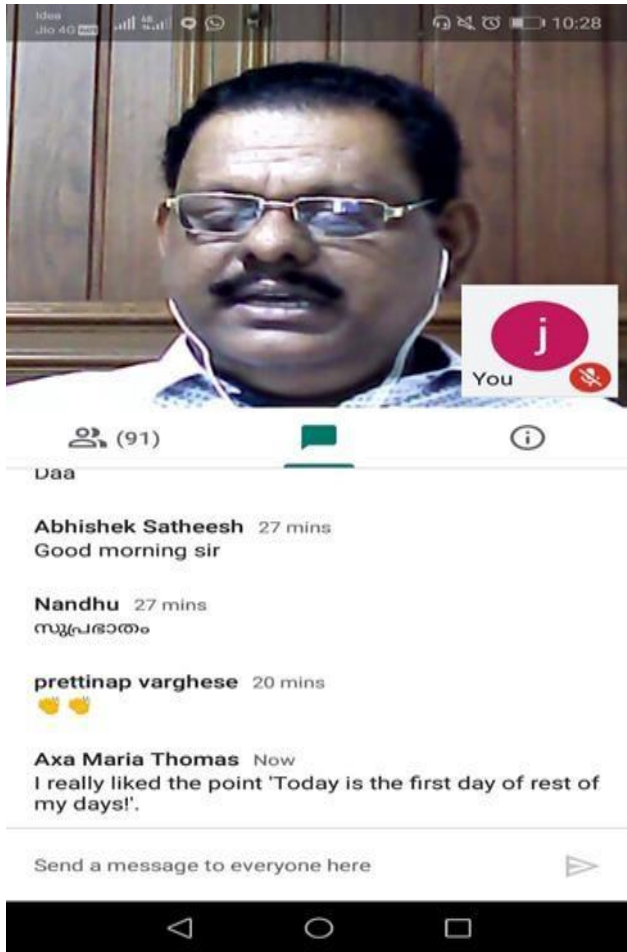 Idea
Jio 4G
10:28
j
You
(91)
Daa
Abhishek Satheesh 27 mins
Good morning sir
Nandhu 27 mins
സുപ്രഭാതം
prettinap varghese 20 mins
👏 👏
Axa Maria Thomas Now
I really liked the point 'Today is the first day of rest of
my days!'.
Send a message to everyone here